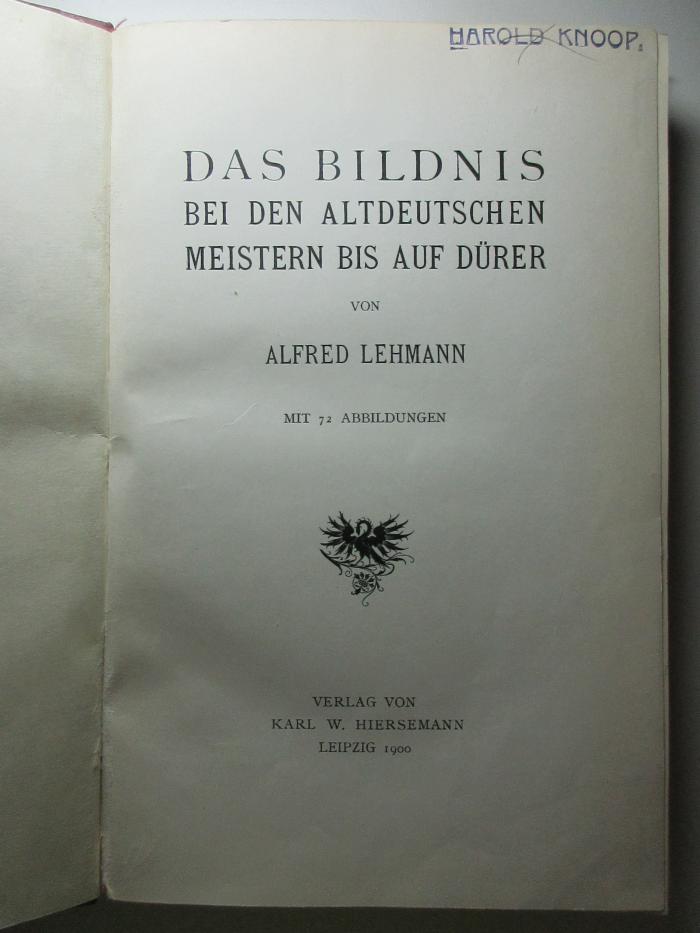 HAROLD KNOOP.
DAS BILDNIS
BEI DEN ALTDEUTSCHEN
MEISTERN BIS AUF DÜRER
VON
ALFRED LEHMANN
MIT 72 ABBILDUNGEN
VERLAG VON
KARL W. HIERSEMANN
LEIPZIG 1900